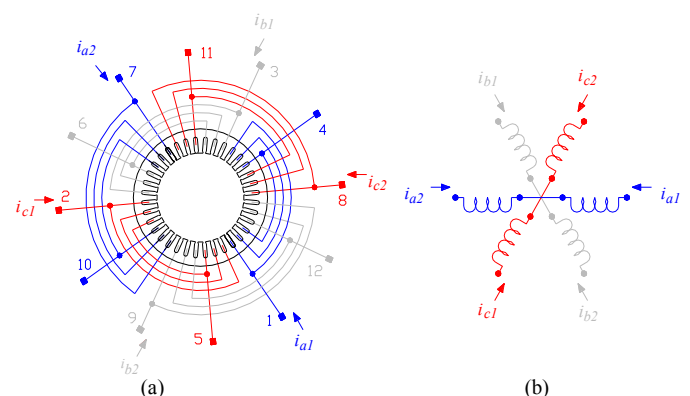 i_b1
i_a2
7
11
3
4
6
2
i_c1
i_c2
8
10
12
9
5
1
i_a1
i_b2
(a)
i_b1
i_c2
i_a2
i_a1
i_c1
i_b2
(b)